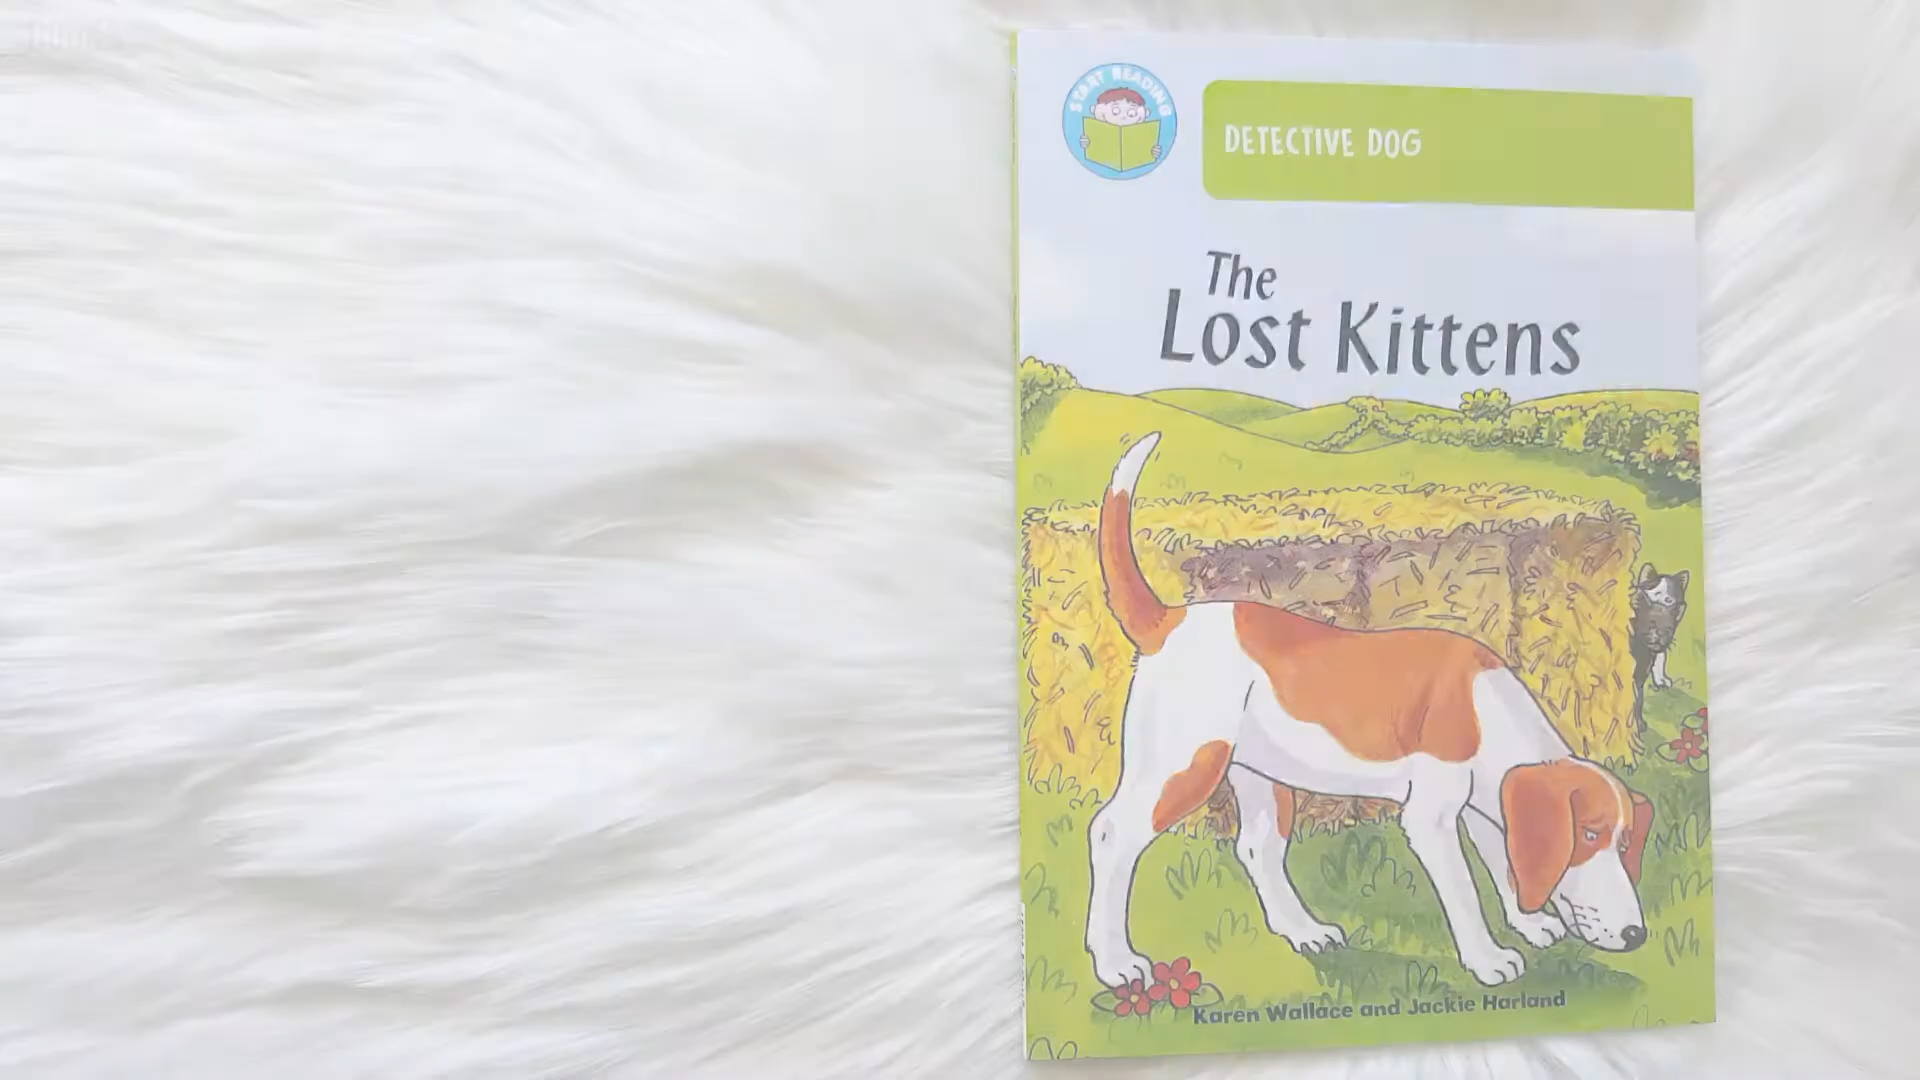 START READING
DETECTIVE DOG
The
Lost Kittens
Karen Wallace and Jackie Harland